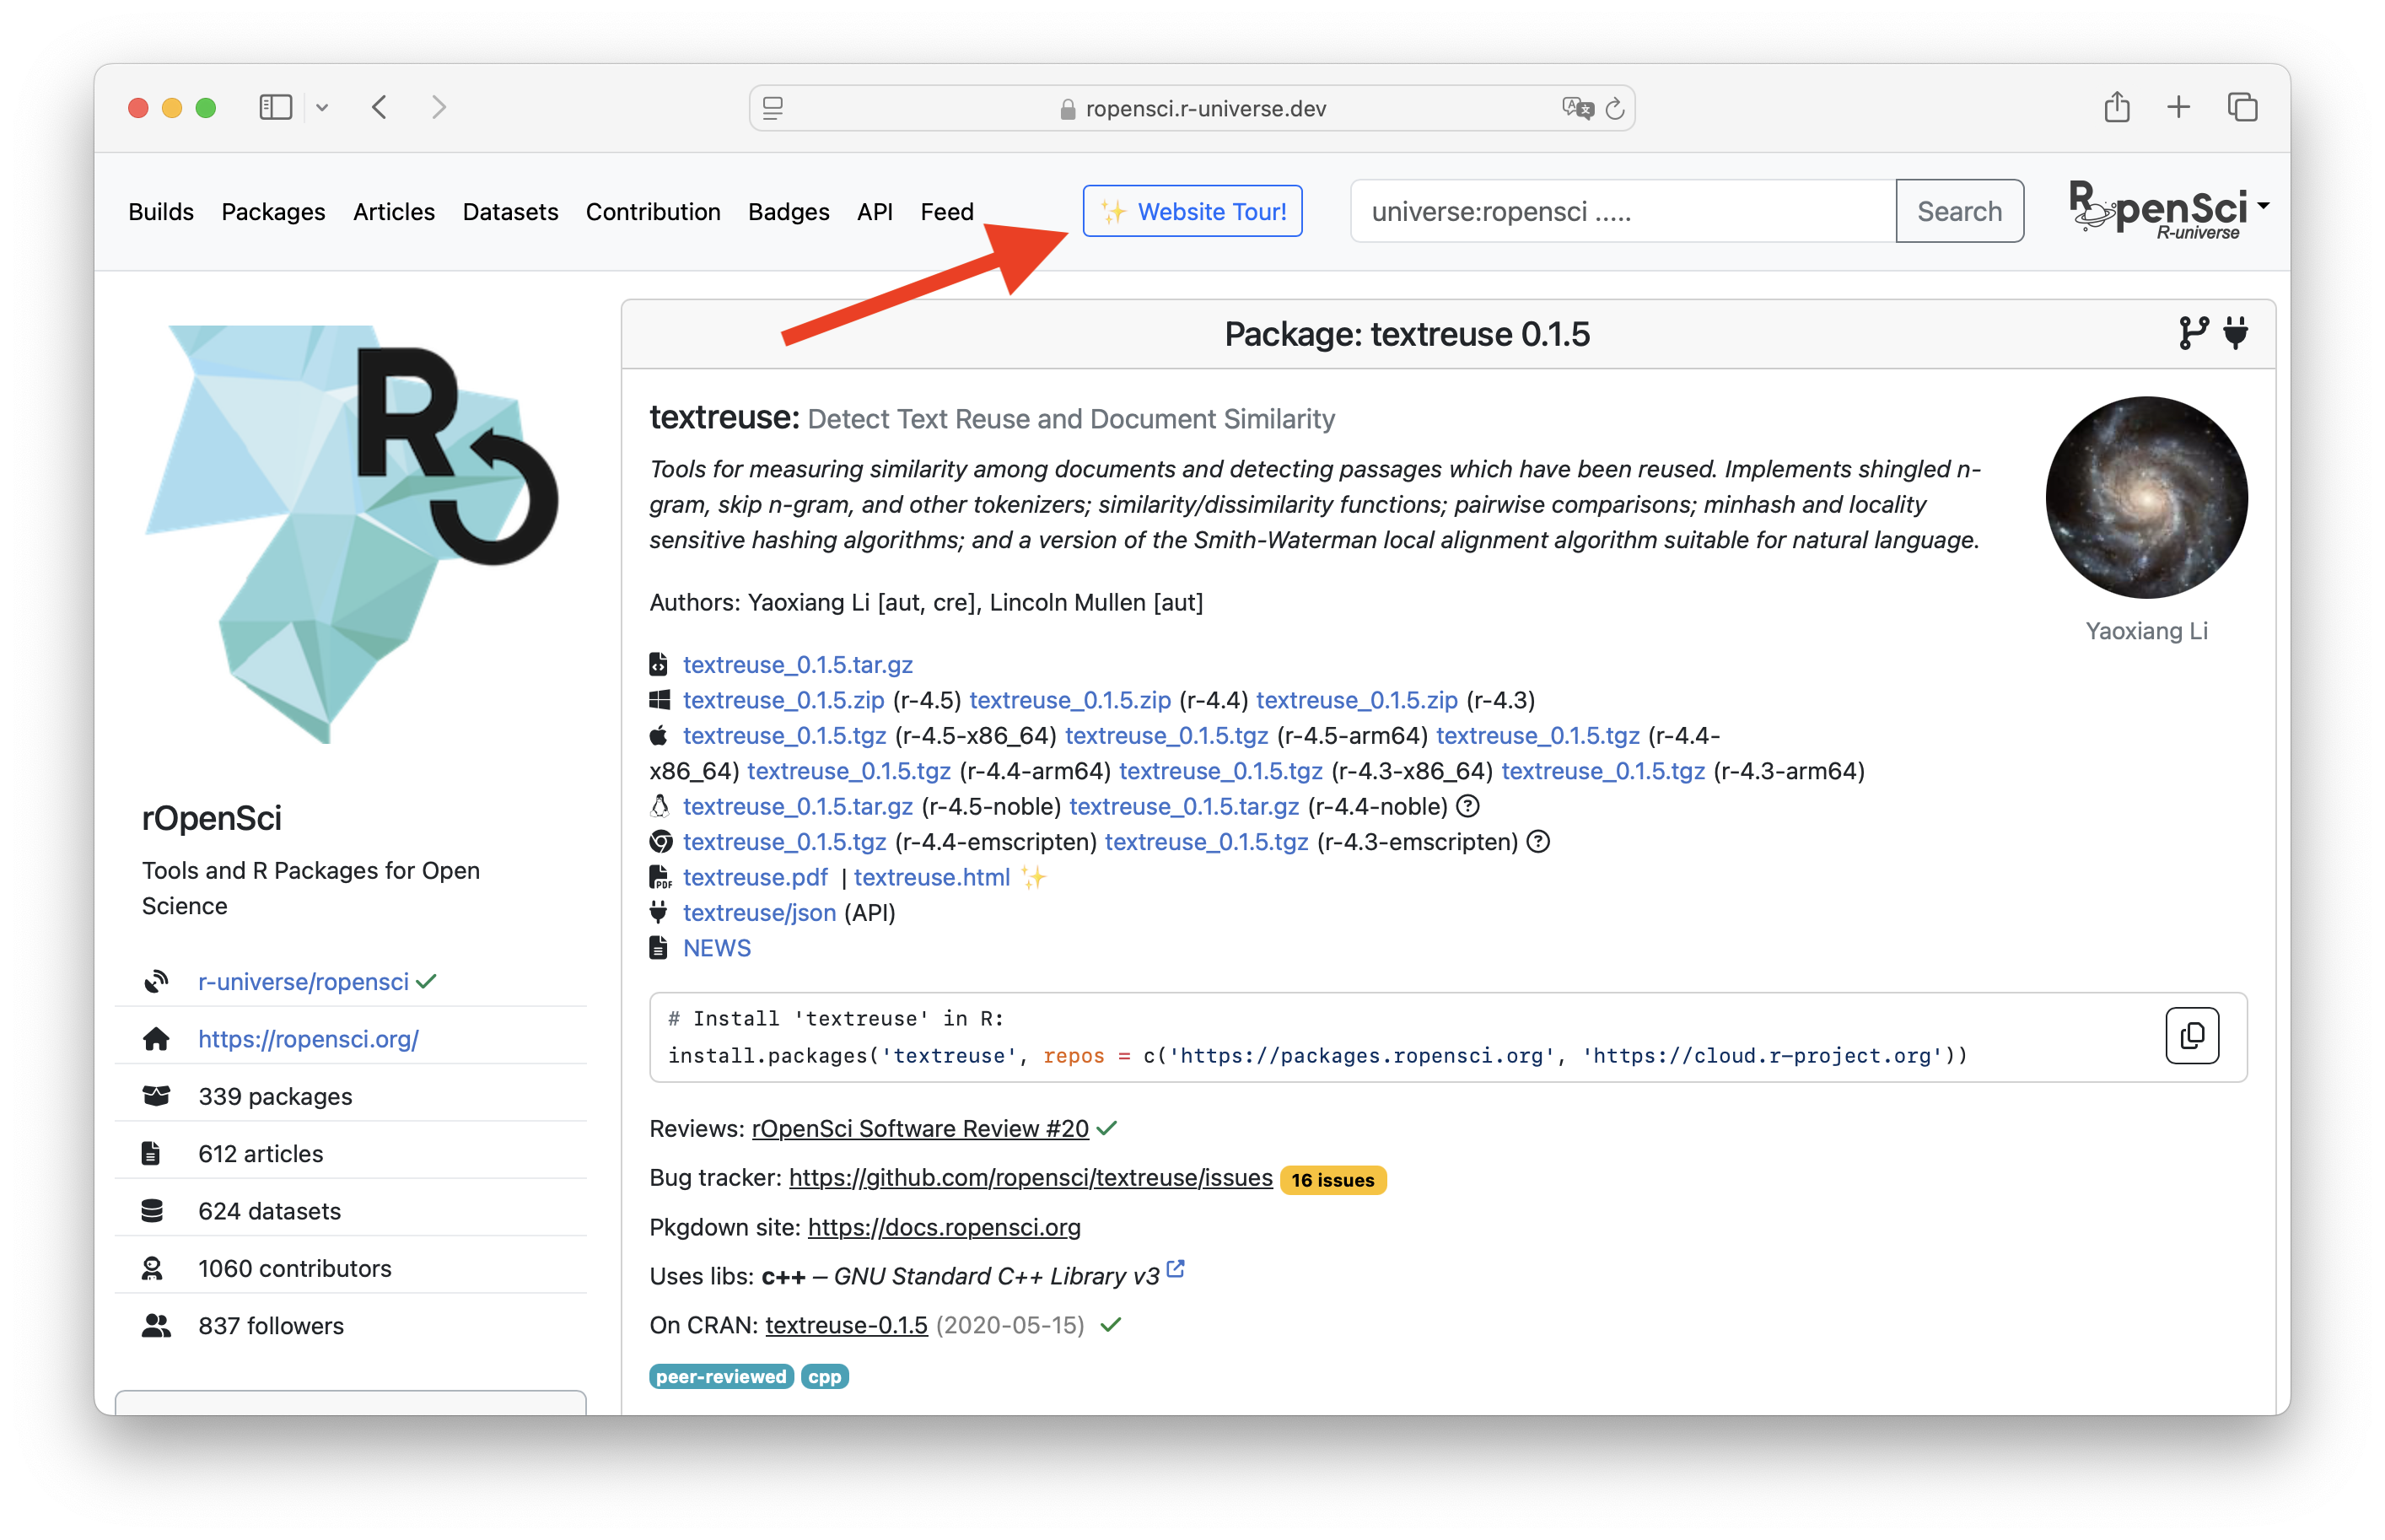 ropensci.r-universe.dev
Builds Packages Articles Datasets Contribution Badges API Feed ✨ Website Tour! universe:ropensci ..... Search RopenSci R-universe
R
Package: textreuse 0.1.5
textreuse: Detect Text Reuse and Document Similarity
Tools for measuring similarity among documents and detecting passages which have been reused. Implements shingled n-
gram, skip n-gram, and other tokenizers; similarity/dissimilarity functions; pairwise comparisons; minhash and locality
sensitive hashing algorithms; and a version of the Smith-Waterman local alignment algorithm suitable for natural language.
Yaoxiang Li
Authors: Yaoxiang Li [aut, cre], Lincoln Mullen [aut]
textreuse_0.1.5.tar.gz
textreuse_0.1.5.zip (r-4.5) textreuse_0.1.5.zip (r-4.4) textreuse_0.1.5.zip (r-4.3)
textreuse_0.1.5.tgz (r-4.5-x86_64) textreuse_0.1.5.tgz (r-4.5-arm64) textreuse_0.1.5.tgz (r-4.4-
x86_64) textreuse_0.1.5.tgz (r-4.4-arm64) textreuse_0.1.5.tgz (r-4.3-x86_64) textreuse_0.1.5.tgz (r-4.3-arm64)
textreuse_0.1.5.tar.gz (r-4.5-noble) textreuse_0.1.5.tar.gz (r-4.4-noble)
textreuse_0.1.5.tgz (r-4.4-emscripten) textreuse_0.1.5.tgz (r-4.3-emscripten)
textreuse.pdf | textreuse.html ✨
textreuse/json (API)
NEWS
# Install 'textreuse' in R:
install.packages('textreuse', repos = c('https://packages.ropensci.org', 'https://cloud.r-project.org'))
Reviews: rOpenSci Software Review #20 ✓
Bug tracker: https://github.com/ropensci/textreuse/issues 16 issues
Pkgdown site: https://docs.ropensci.org
Uses libs: c++ – GNU Standard C++ Library v3
On CRAN: textreuse-0.1.5 (2020-05-15) ✓
peer-reviewed cpp
rOpenSci
Tools and R Packages for Open
Science
r-universe/ropensci ✓
https://ropensci.org/
339 packages
612 articles
624 datasets
1060 contributors
837 followers